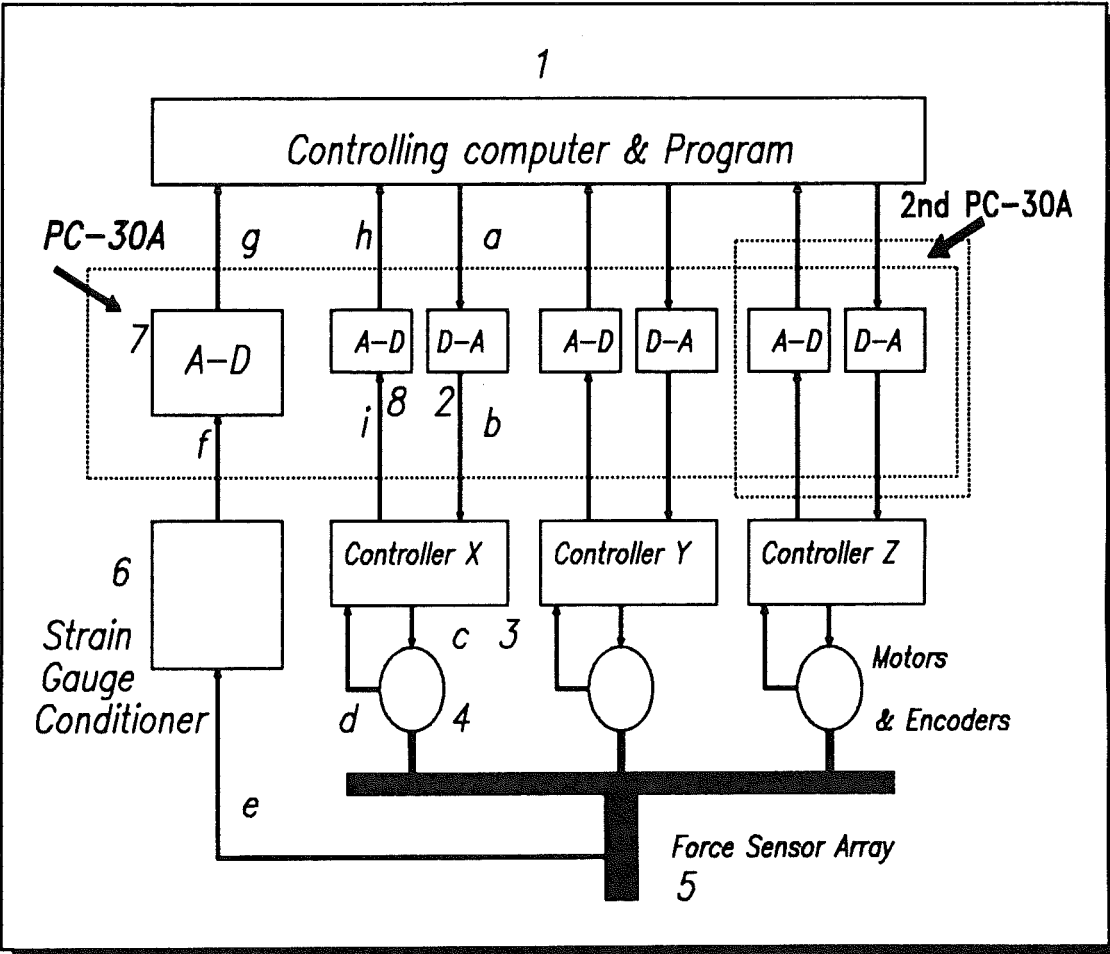 1
Controlling computer & Program
2nd PC-30A
PC-30A
g
h
a
7
A-D
A-D
D-A
A-D
D-A
A-D
D-A
8
2
f
i
b
Controller X
Controller Y
Controller Z
6
Strain
Gauge
Conditioner
c
3
d
4
Motors
& Encoders
e
Force Sensor Array
5